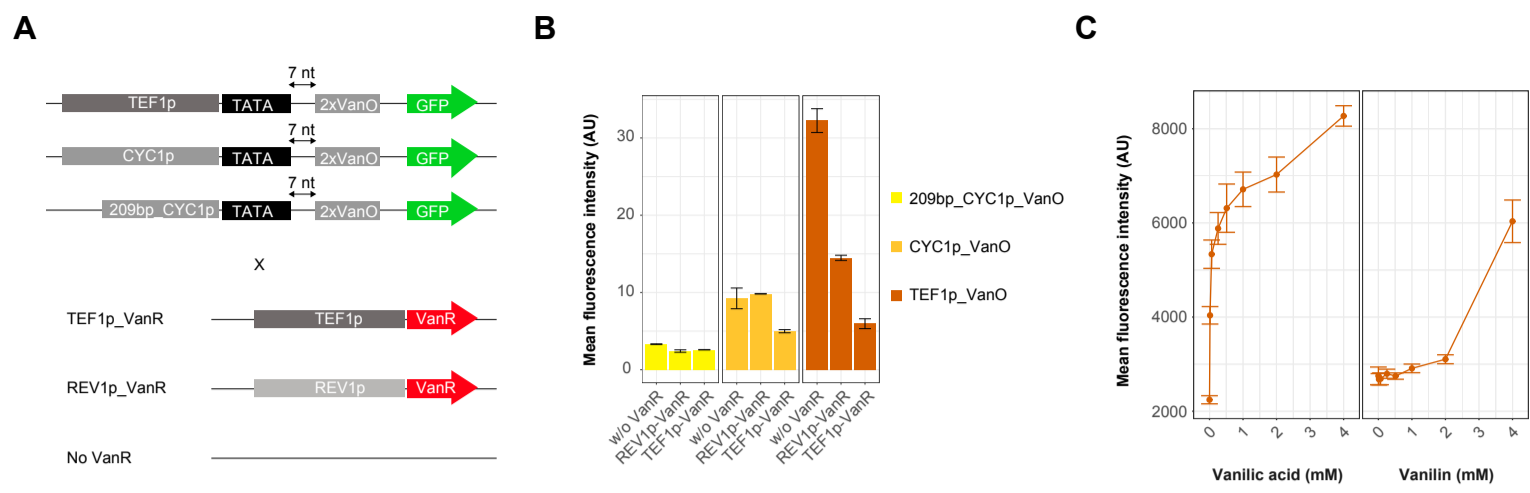 A
7 nt
TEF1p TATA 2xVanO GFP
7 nt
CYC1p TATA 2xVanO GFP
7 nt
209bp_CYC1p TATA 2xVanO GFP
X
TEF1p_VanR TEF1p VanR
REV1p_VanR REV1p VanR
No VanR
B
Mean fluorescence intensity (AU)
30
20
10
0
w/o VanR
REV1p-VanR
TEF1p-VanR
w/o VanR
REV1p-VanR
TEF1p-VanR
w/o VanR
REV1p-VanR
TEF1p-VanR
209bp_CYC1p_VanO
CYC1p_VanO
TEF1p_VanO
C
Mean fluorescence intensity (AU)
8000
6000
4000
2000
0 1 2 3 4 0 1 2 3 4
Vanilic acid (mM) Vanilin (mM)